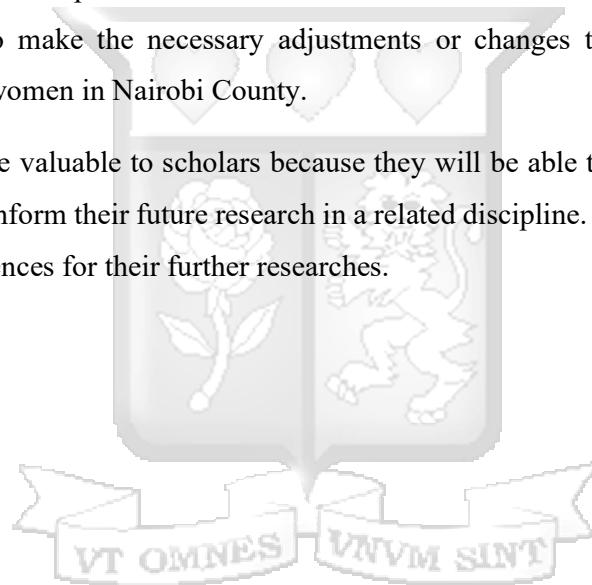 o make the necessary adjustments or changes t
women in Nairobi County.
e valuable to scholars because they will be able t
nform their future research in a related discipline.
ences for their further researches.
VT OMNES VNVM SINT